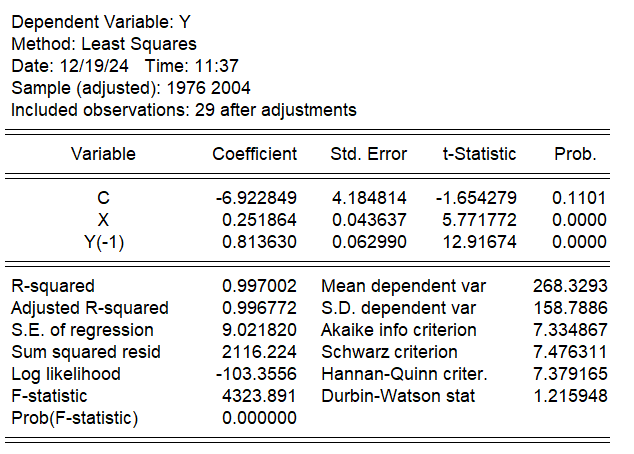 Dependent Variable: Y
Method: Least Squares
Date: 12/19/24 Time: 11:37
Sample (adjusted): 1976 2004
Included observations: 29 after adjustments
Variable Coefficient Std. Error t-Statistic Prob.
C -6.922849 4.184814 -1.654279 0.1101
X 0.251864 0.043637 5.771772 0.0000
Y(-1) 0.813630 0.062990 12.91674 0.0000
R-squared 0.997002 Mean dependent var 268.3293
Adjusted R-squared 0.996772 S.D. dependent var 158.7886
S.E. of regression 9.021820 Akaike info criterion 7.334867
Sum squared resid 2116.224 Schwarz criterion 7.476311
Log likelihood -103.3556 Hannan-Quinn criter. 7.379165
F-statistic 4323.891 Durbin-Watson stat 1.215948
Prob(F-statistic) 0.000000